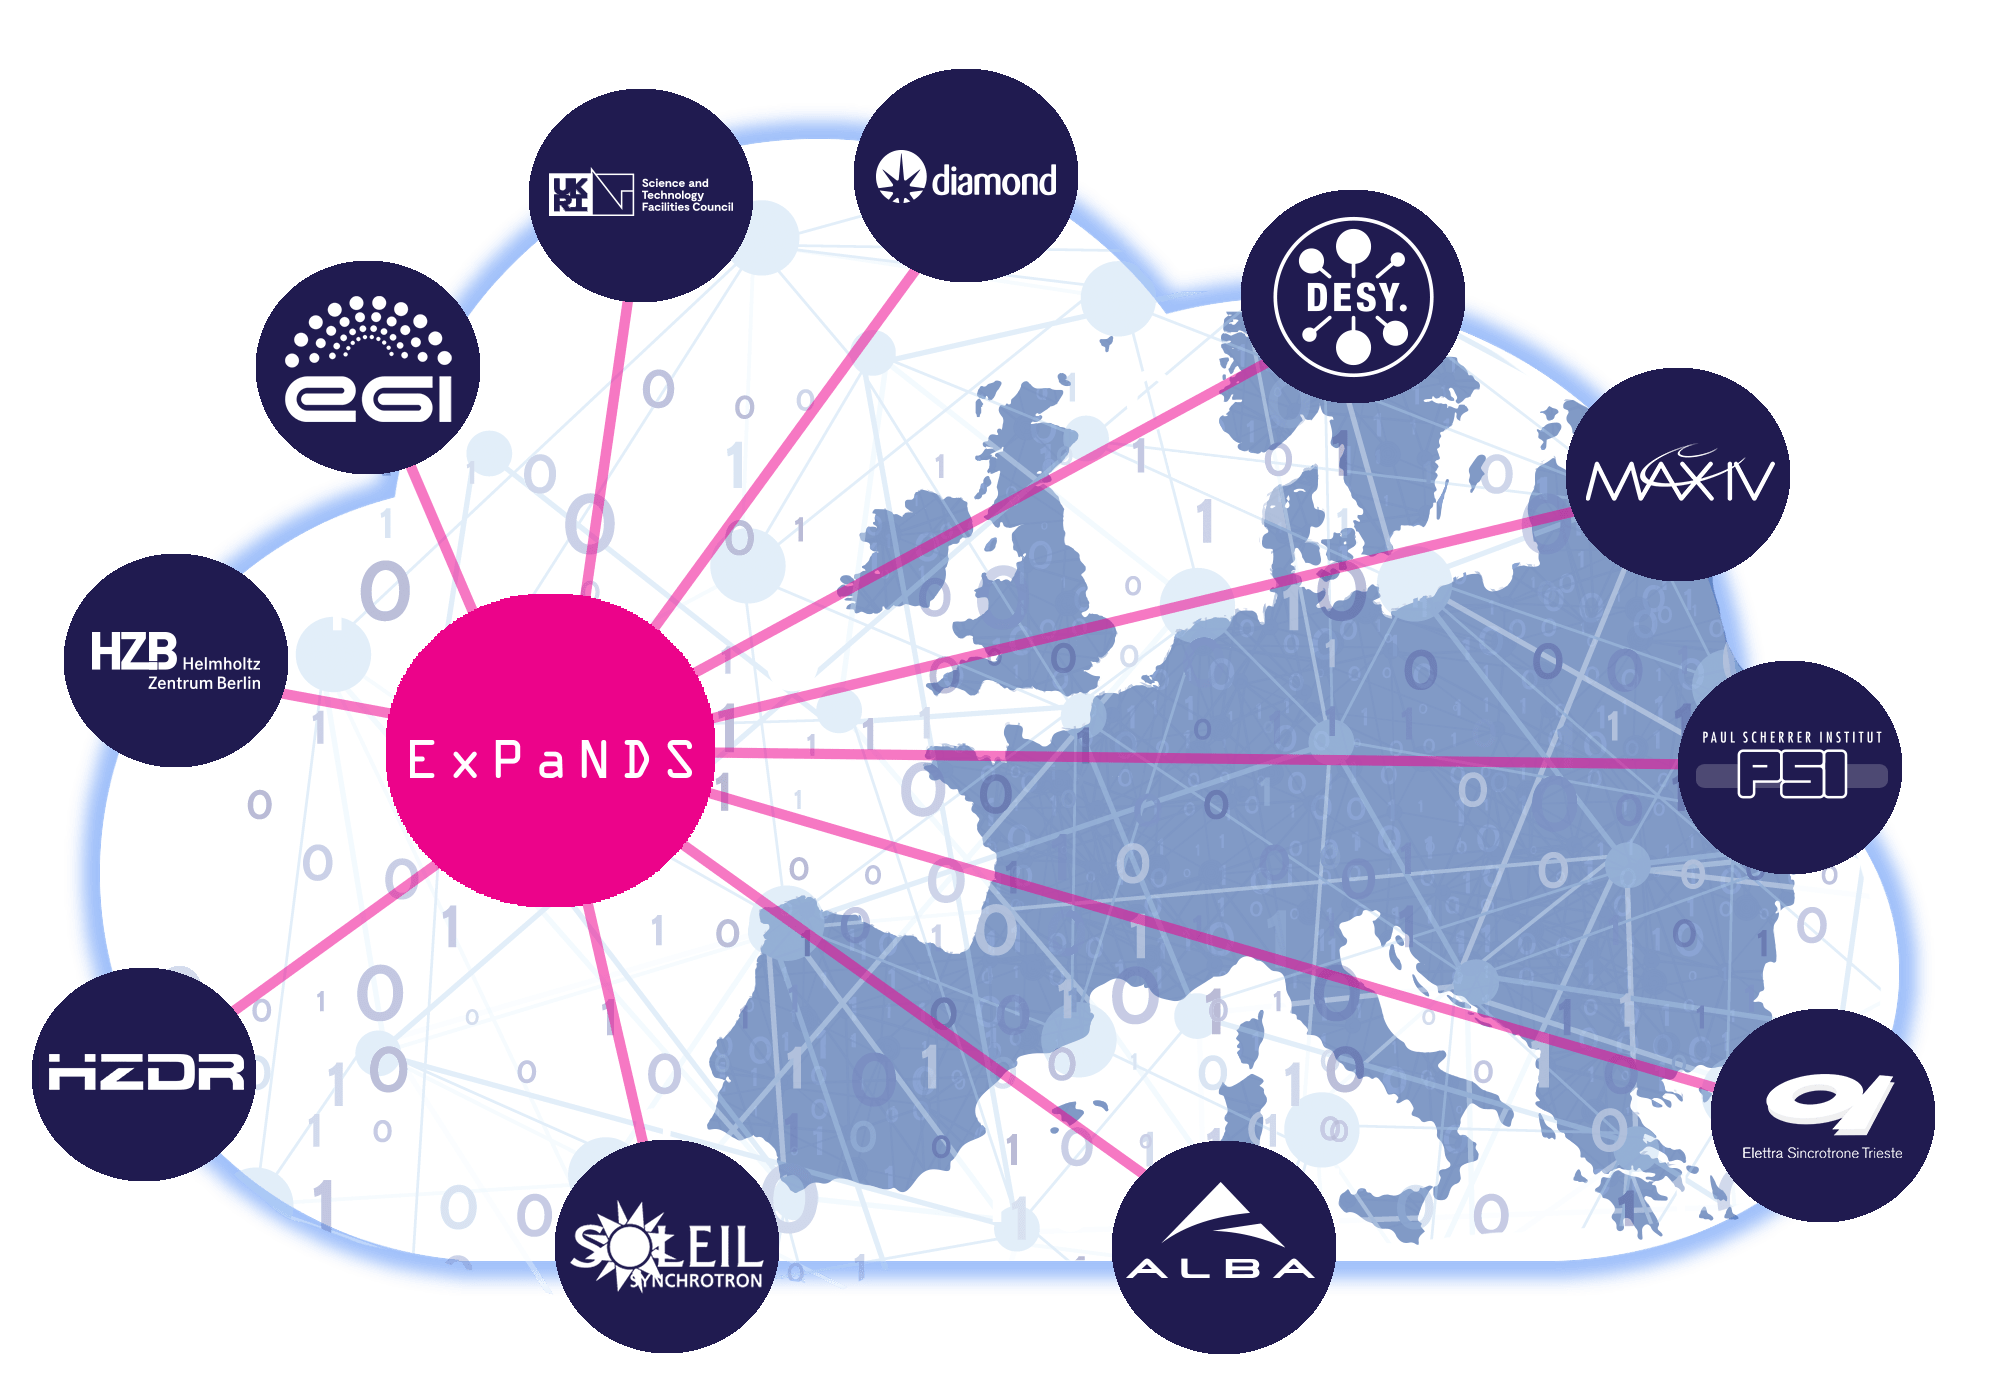 diamond
UK
RI
Science and
Technology
Facilities Council
DESY.
egi
MAX IV
HZB Helmholtz
Zentrum Berlin
PAUL SCHERRER INSTITUT
PSI
ExPaNDS
HZDR
Elettra Sincrotrone Trieste
SOLEIL
SYNCHROTRON
ALBA